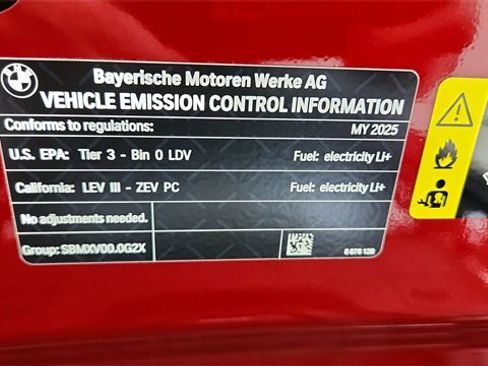 BMW
Bayerische Motoren Werke AG
VEHICLE EMISSION CONTROL INFORMATION
Conforms to regulations: MY 2025
U.S. EPA: Tier 3 - Bin 0 LDV Fuel: electricity Li+
California: LEV III - ZEV PC Fuel: electricity Li+
No adjustments needed.
Group: SBMXV00.0G2X